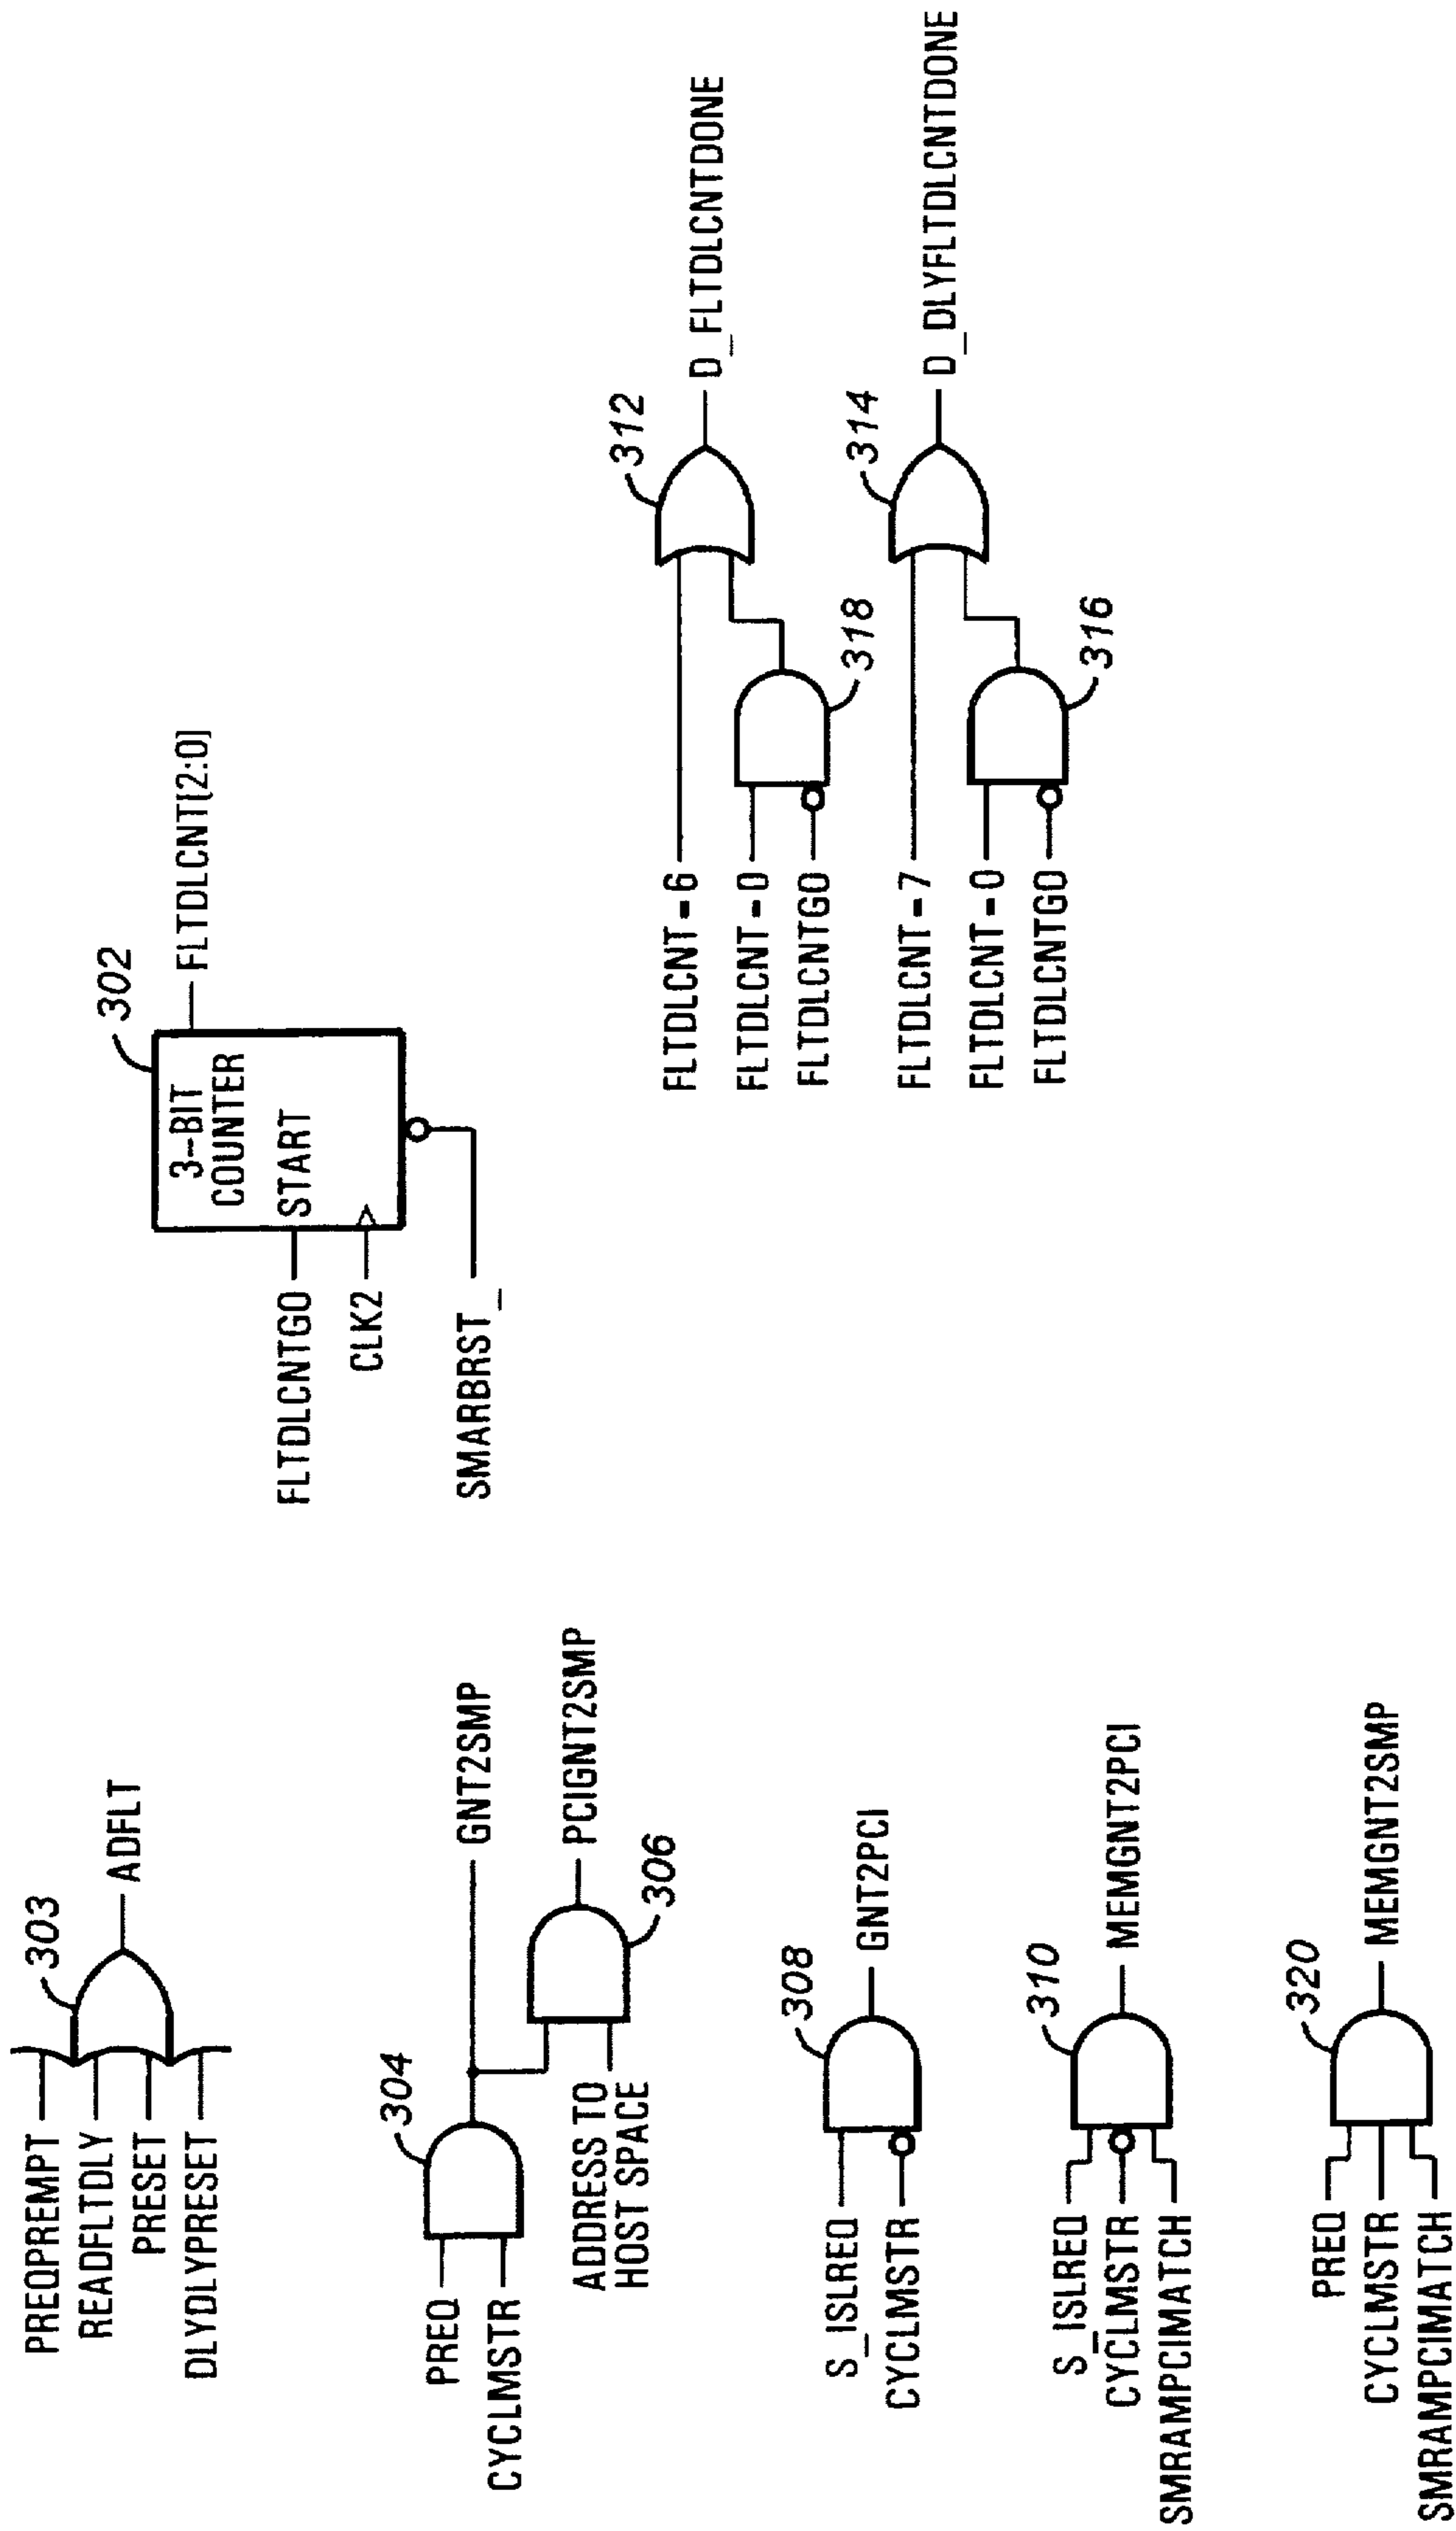 PREQPREMPT
READFLTDLY
PRESET
DLYDLYPRESET
303
ADFLT
PREQ
CYCLMSTR
304
GNT2SMP
ADDRESS TO
HOST SPACE
306
PCIGNT2SMP
S_ISLREQ
CYCLMSTR
308
GNT2PCI
S_ISLREQ
CYCLMSTR
SMRAMPCIMATCH
310
MEMGNT2PCI
PREQ
CYCLMSTR
SMRAMPCIMATCH
320
MEMGNT2SMP
302
3-BIT
COUNTER
START
FLTDLCNTGO
CLK2
SMARBRST_
FLTDLCNT[2:0]
FLTDLCNT=6
FLTDLCNT=0
FLTDLCNTGO
318
312
D_FLTDLCNTDONE
FLTDLCNT=7
FLTDLCNT=0
FLTDLCNTGO
316
314
D_DLYFLTDLCNTDONE